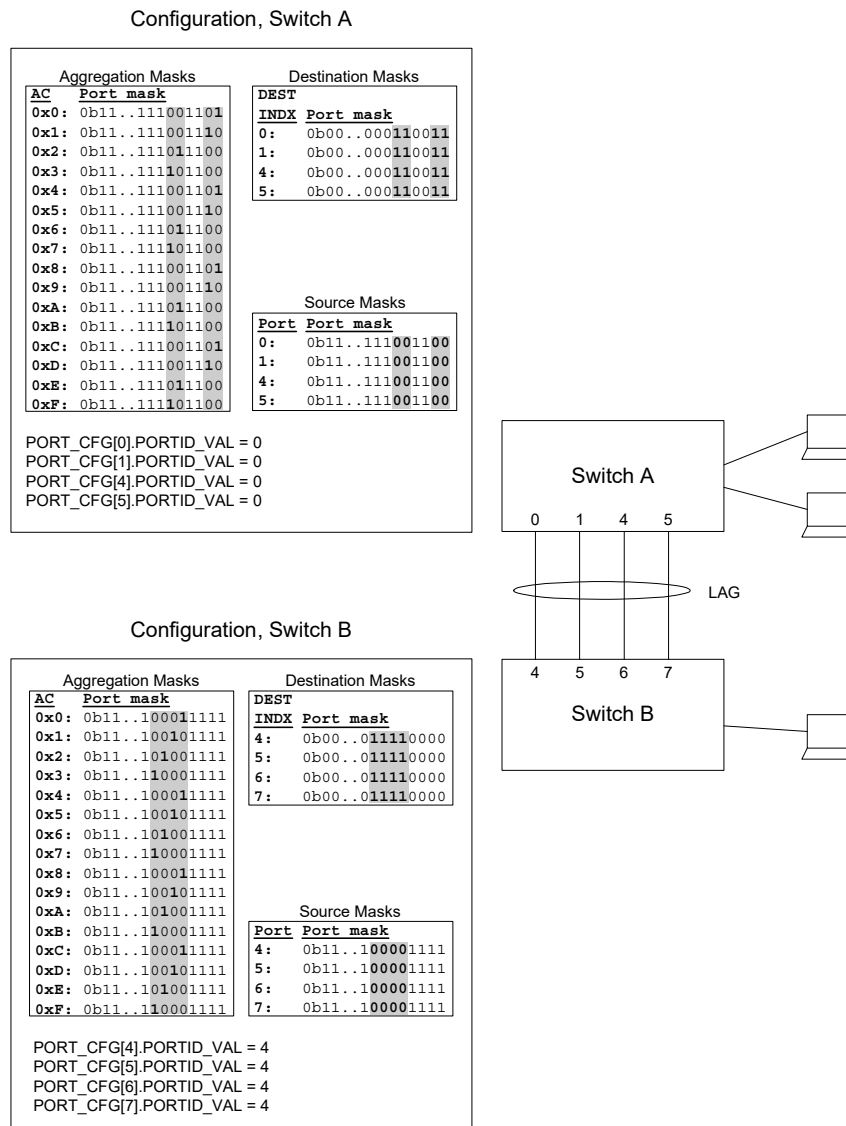 Configuration, Switch A
Aggregation Masks
AC Port mask
0x0: 0b11..111001101
0x1: 0b11..111001110
0x2: 0b11..111011100
0x3: 0b11..111101100
0x4: 0b11..111001101
0x5: 0b11..111001110
0x6: 0b11..111011100
0x7: 0b11..111101100
0x8: 0b11..111001101
0x9: 0b11..111001110
0xA: 0b11..111011100
0xB: 0b11..111101100
0xC: 0b11..111001101
0xD: 0b11..111001110
0xE: 0b11..111011100
0xF: 0b11..111101100
Destination Masks
DEST
INDX Port mask
0: 0b00..000110011
1: 0b00..000110011
4: 0b00..000110011
5: 0b00..000110011
Source Masks
Port Port mask
0: 0b11..111001100
1: 0b11..111001100
4: 0b11..111001100
5: 0b11..111001100
PORT_CFG[0].PORTID_VAL = 0
PORT_CFG[1].PORTID_VAL = 0
PORT_CFG[4].PORTID_VAL = 0
PORT_CFG[5].PORTID_VAL = 0
Switch A
0 1 4 5
LAG
4 5 6 7
Switch B
Configuration, Switch B
Aggregation Masks
AC Port mask
0x0: 0b11..100011111
0x1: 0b11..100101111
0x2: 0b11..101001111
0x3: 0b11..110001111
0x4: 0b11..100011111
0x5: 0b11..100101111
0x6: 0b11..101001111
0x7: 0b11..110001111
0x8: 0b11..100011111
0x9: 0b11..100101111
0xA: 0b11..101001111
0xB: 0b11..110001111
0xC: 0b11..100011111
0xD: 0b11..100101111
0xE: 0b11..101001111
0xF: 0b11..110001111
Destination Masks
DEST
INDX Port mask
4: 0b00..011110000
5: 0b00..011110000
6: 0b00..011110000
7: 0b00..011110000
Source Masks
Port Port mask
4: 0b11..100001111
5: 0b11..100001111
6: 0b11..100001111
7: 0b11..100001111
PORT_CFG[4].PORTID_VAL = 4
PORT_CFG[5].PORTID_VAL = 4
PORT_CFG[6].PORTID_VAL = 4
PORT_CFG[7].PORTID_VAL = 4